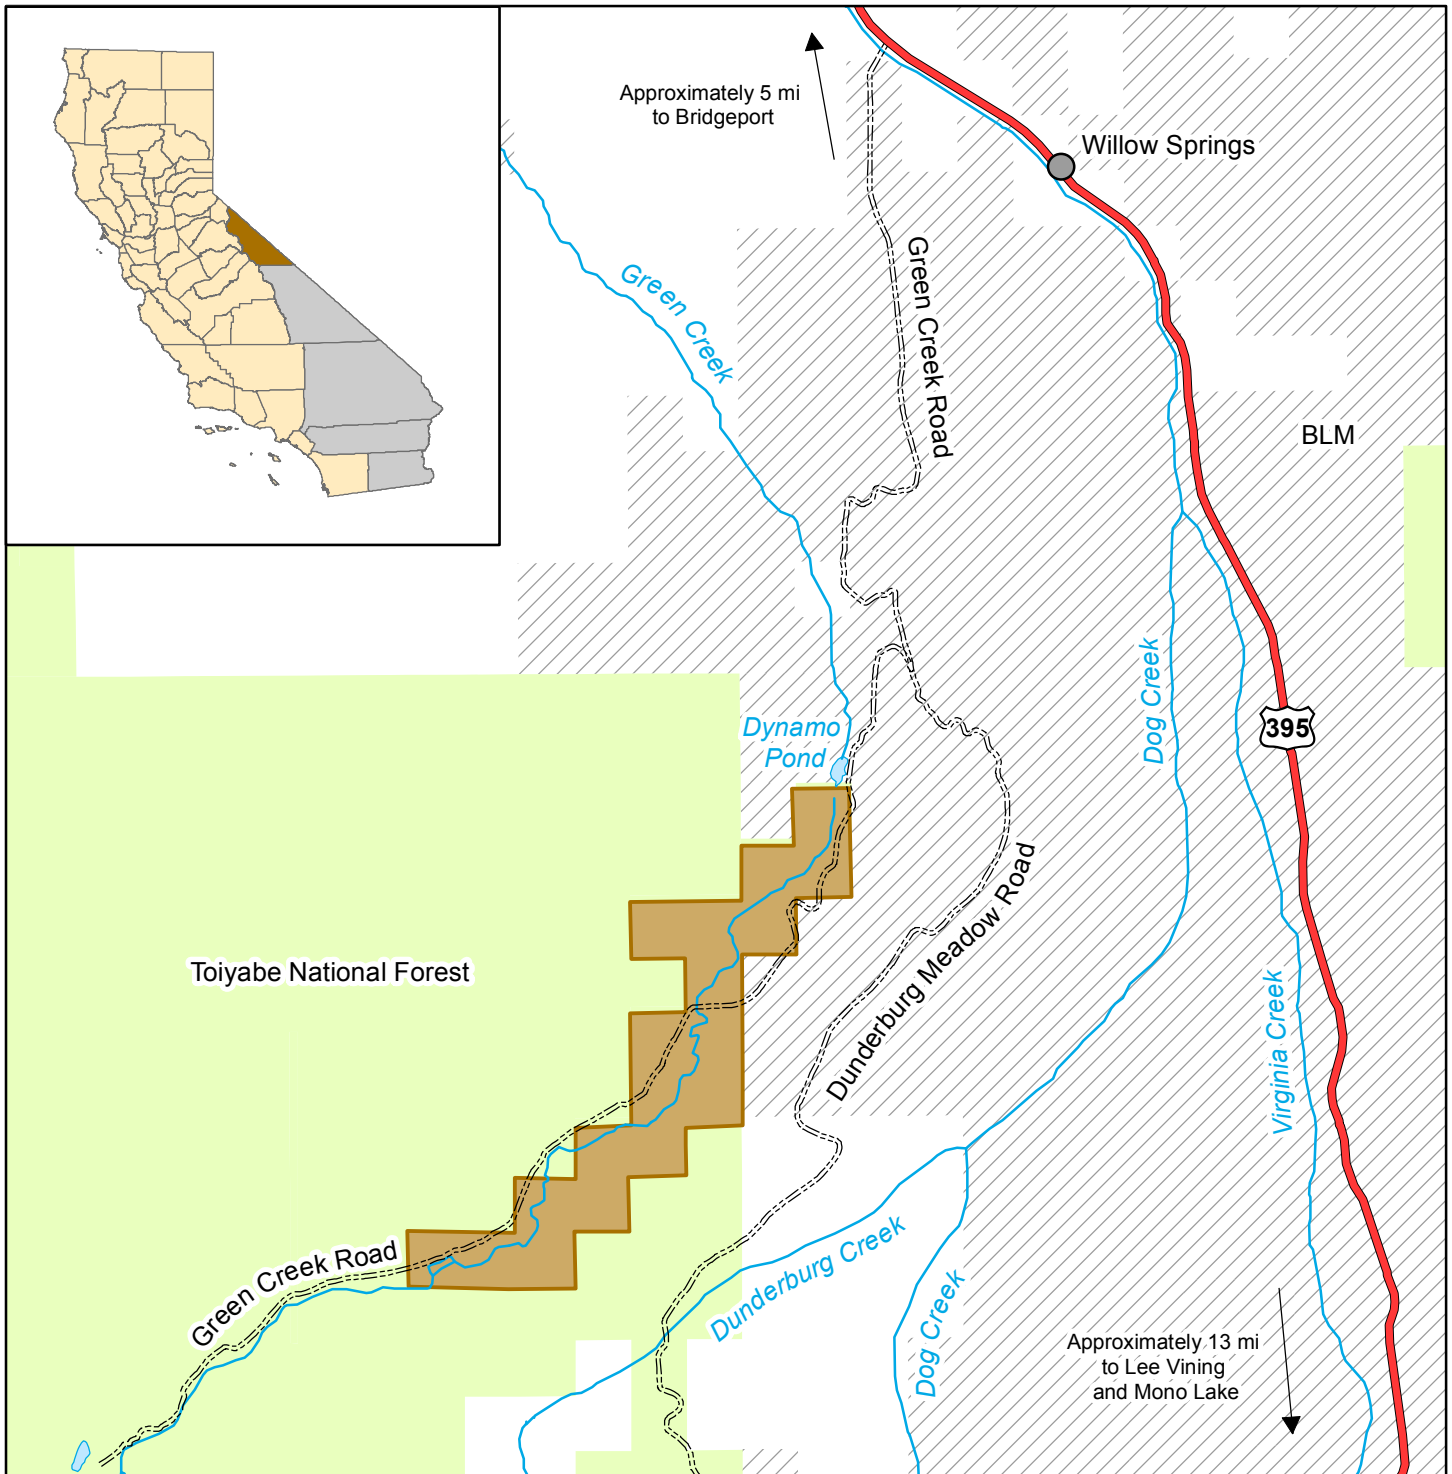 Approximately 5 mi
to Bridgeport
Willow Springs
Green Creek
Green Creek Road
BLM
Dog Creek
395
Dynamo
Pond
Dunderburg Meadow Road
Toiyabe National Forest
Virginia Creek
Green Creek Road
Dunderburg Creek
Dog Creek
Approximately 13 mi
to Lee Vining
and Mono Lake